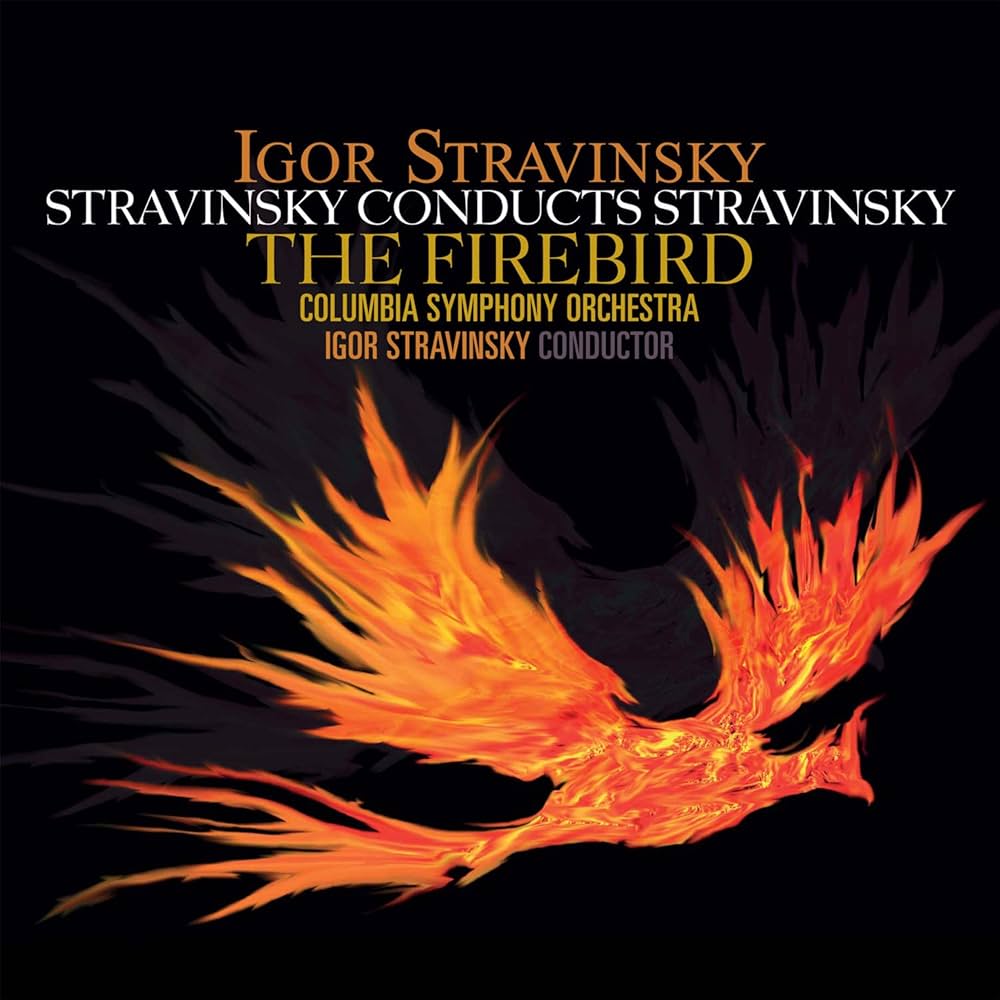 IGOR STRAVINSKY
STRAVINSKY CONDUCTS STRAVINSKY
THE FIREBIRD
COLUMBIA SYMPHONY ORCHESTRA
IGOR STRAVINSKY CONDUCTOR